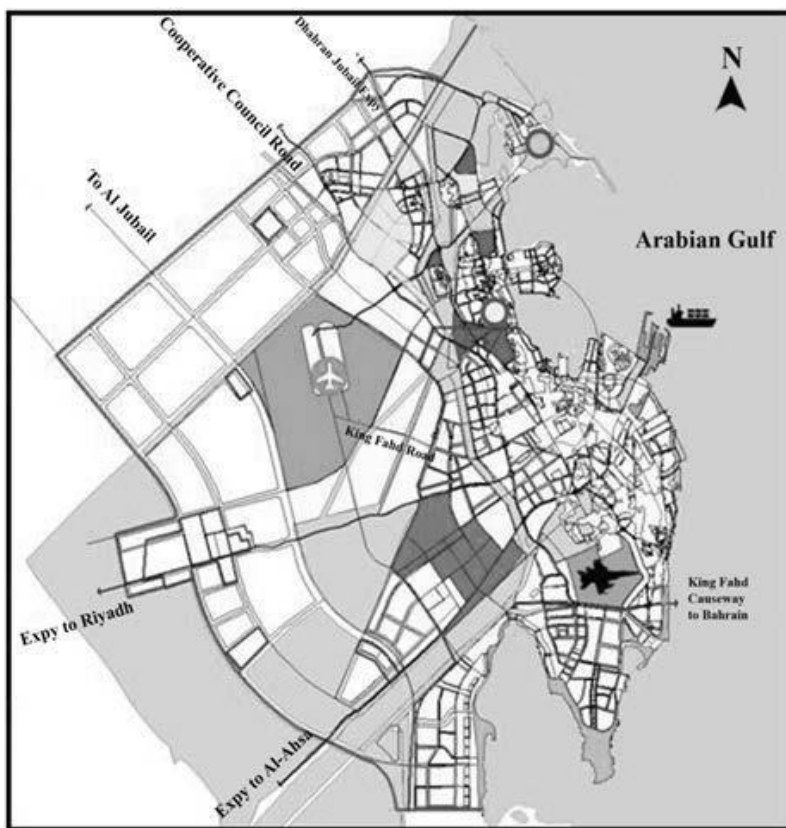 Cooperative Council Road
Dhahran Jubail Expy
N
To Al Jubail
Arabian Gulf
King Fahd Road
King Fahd
Causeway
to Bahrain
Expy to Riyadh
Expy to Al-Ahsa